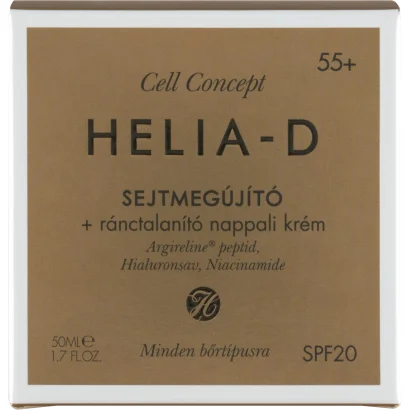 55+
Cell Concept
HELIA-D
SEJTMEGÚJÍTÓ
+ ránctalanító nappali krém
Argireline® peptid,
Hialuronsav, Niacinamide
H
50ML℮
1.7 FL.OZ.
Minden bőrtípusra
SPF20